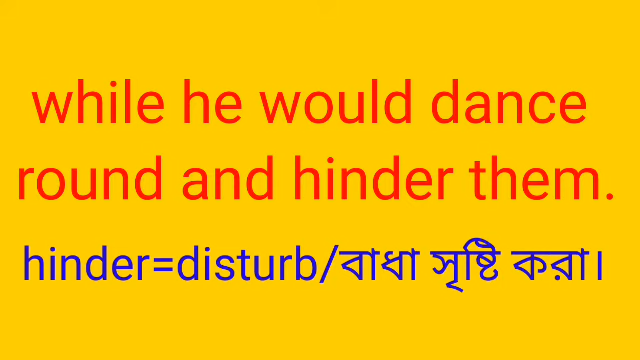 while he would dance
round and hinder them.
hinder=disturb/বাধা সৃষ্টি করা।